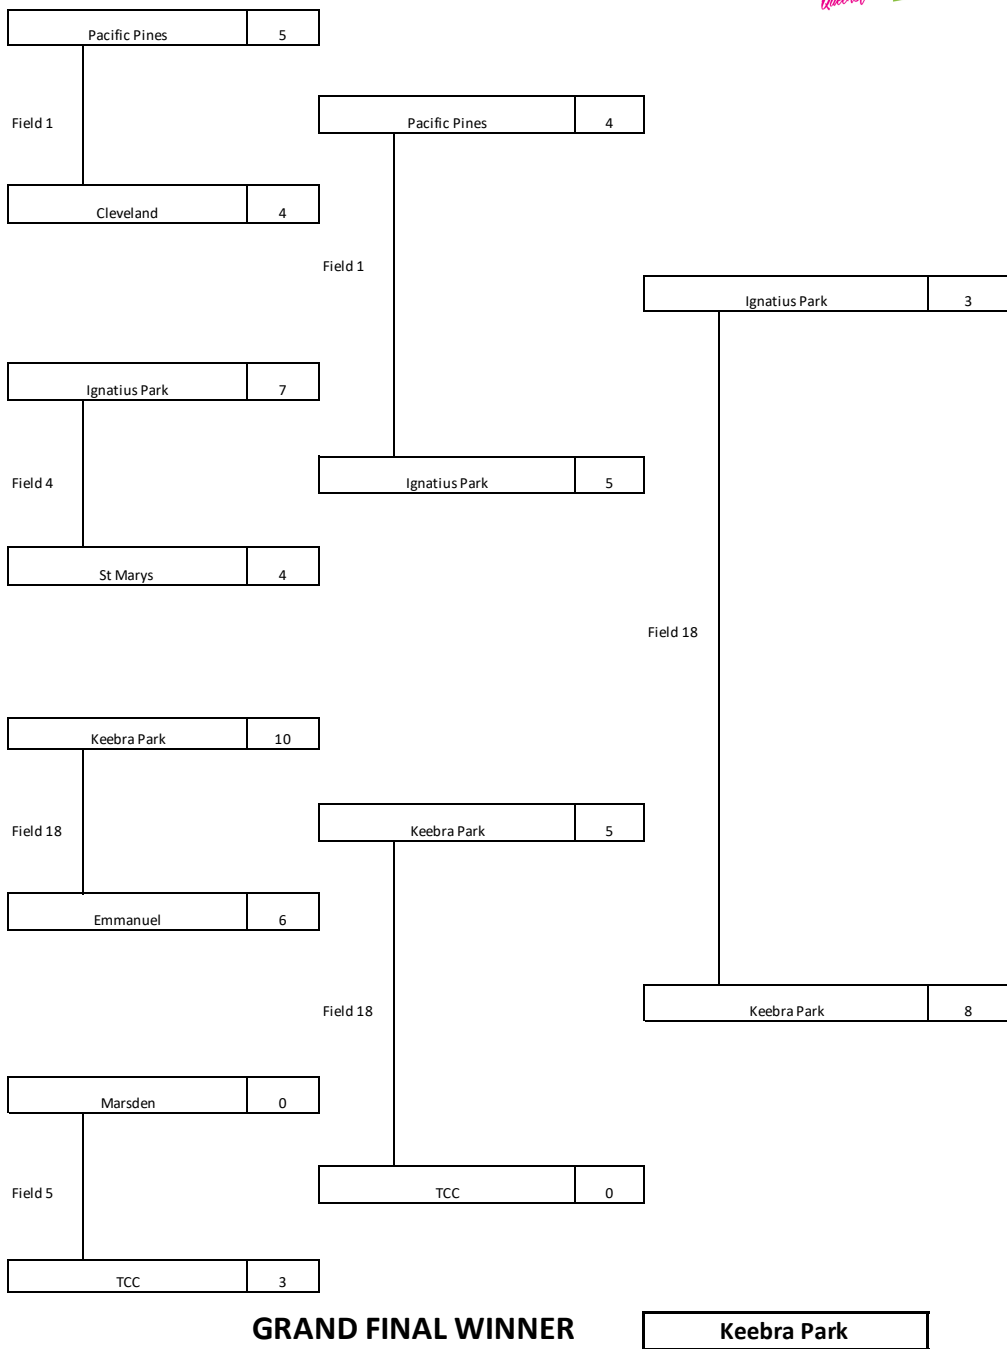 Pacific Pines 5
Field 1
Pacific Pines 4
Cleveland 4
Field 1
Ignatius Park 3
Ignatius Park 7
Field 4
Ignatius Park 5
St Marys 4
Field 18
Keebra Park 10
Field 18
Keebra Park 5
Emmanuel 6
Field 18
Keebra Park 8
Marsden 0
Field 5
TCC 0
TCC 3
GRAND FINAL WINNER Keebra Park